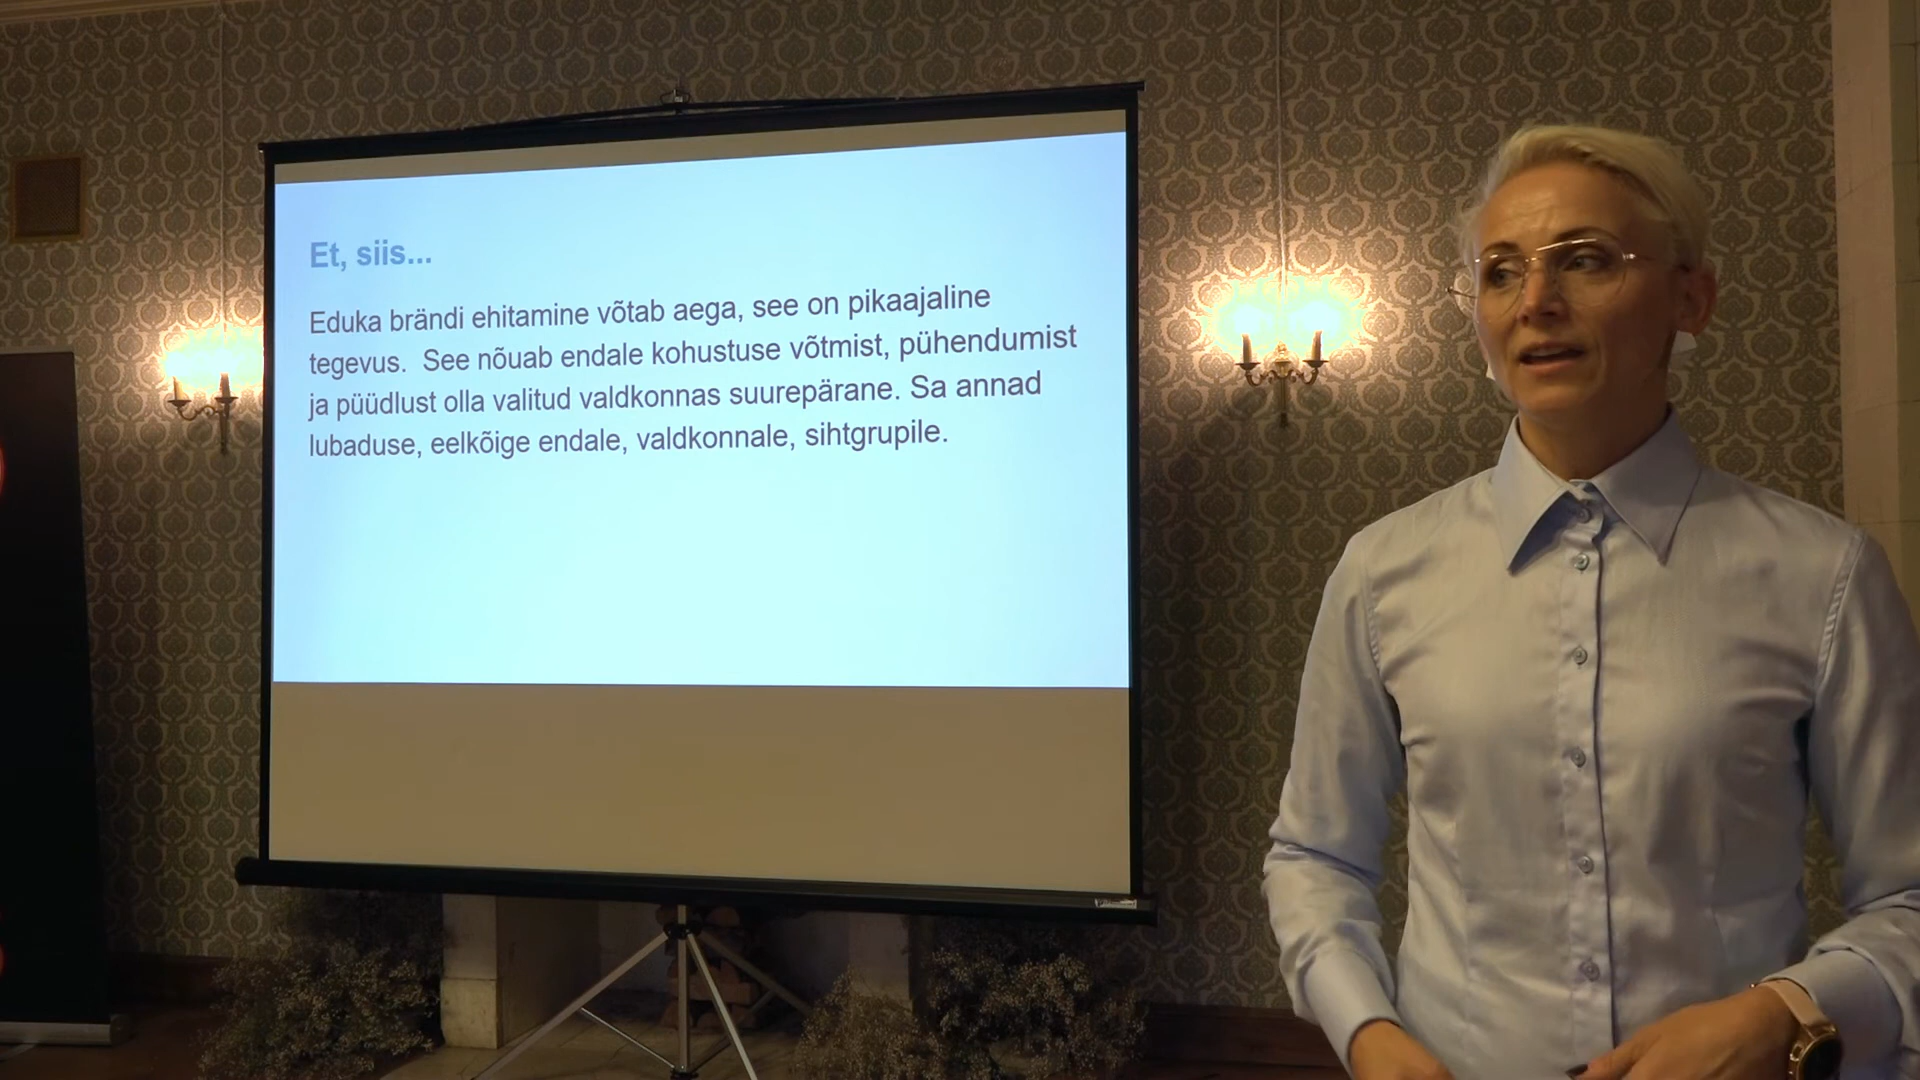 Et, siis...
Eduka brändi ehitamine võtab aega, see on pikaajaline
tegevus.  See nõuab endale kohustuse võtmist, pühendumist
ja püüdlust olla valitud valdkonnas suurepärane. Sa annad
lubaduse, eelkõige endale, valdkonnale, sihtgrupile.